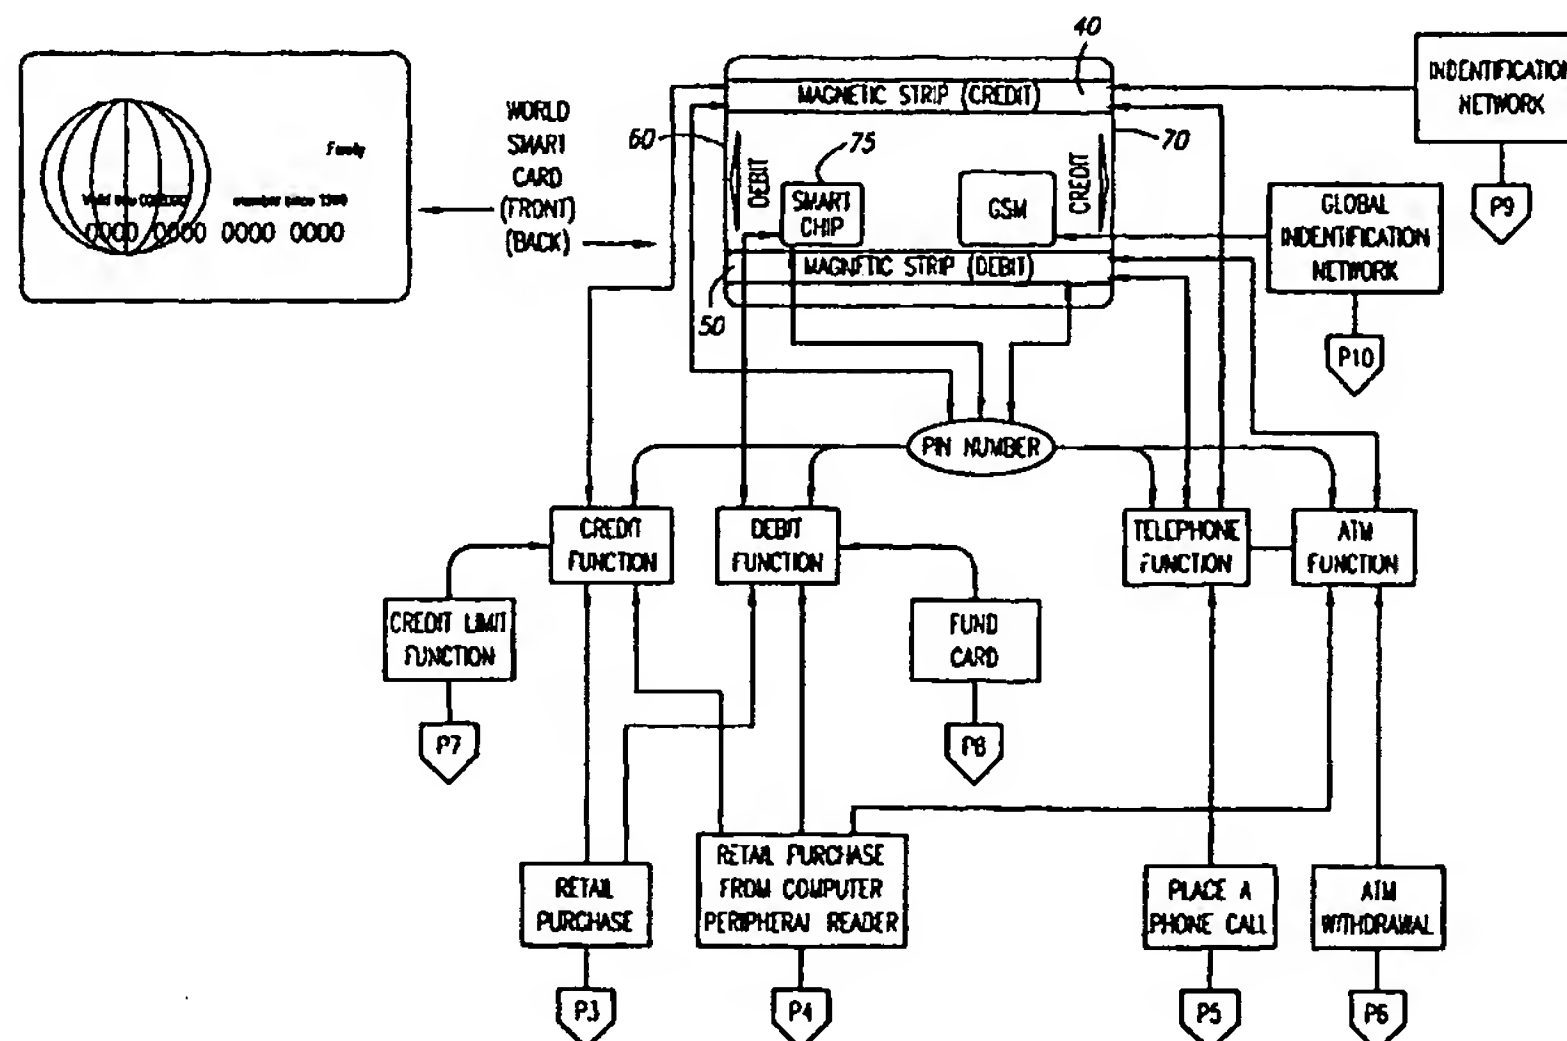 40
INDENTIFICATION
NETWORK
MAGNETIC STRIP (CREDIT)
WORLD
SMART
CARD
(FRONT)
(BACK)
60
75
70
DEBIT
SMART
CHIP
GSM
CREDIT
P9
GLOBAL
INDENTIFICATION
NETWORK
member since
0000 0000 0000 0000
MAGNETIC STRIP (DEBIT)
50
P10
PIN NUMBER
CREDIT
FUNCTION
DEBIT
FUNCTION
TELEPHONE
FUNCTION
ATM
FUNCTION
CREDIT LIMIT
FUNCTION
FUND
CARD
P7
P8
RETAIL
PURCHASE
RETAIL PURCHASE
FROM COMPUTER
PERIPHERAL READER
PLACE A
PHONE CALL
ATM
WITHDRAWAL
P3
P4
P5
P6